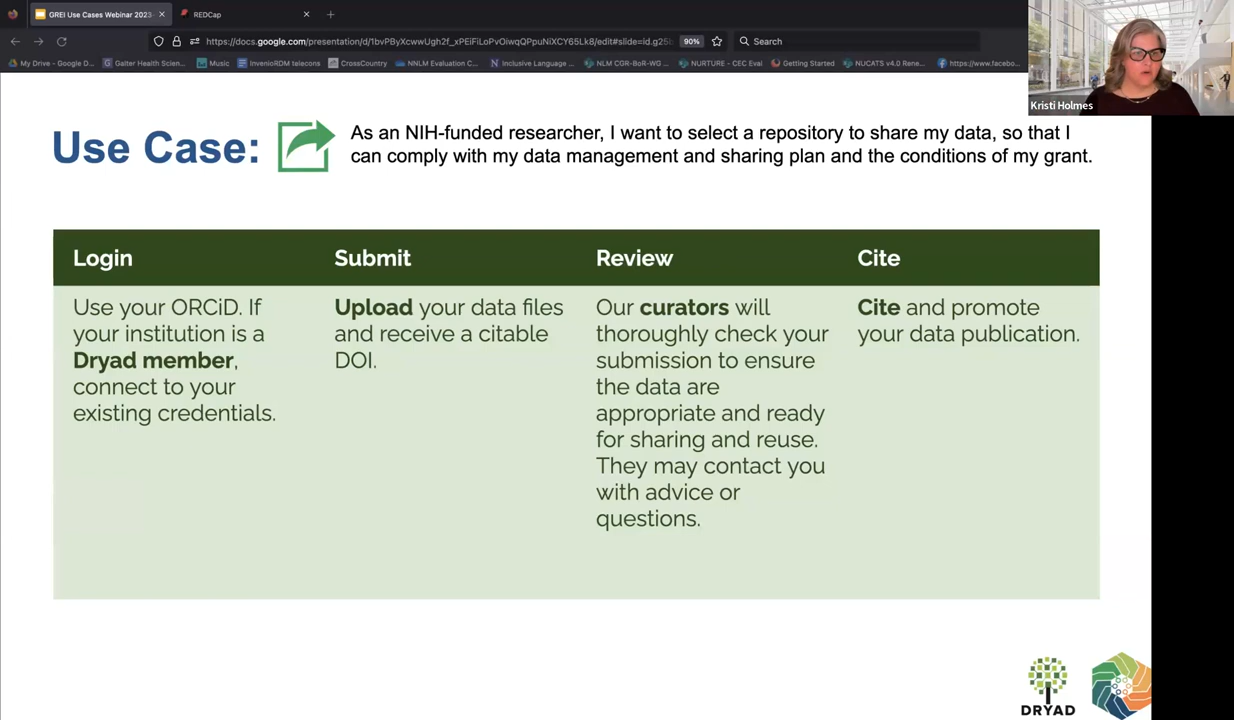 GREI Use Cases Webinar 2023-
REDCap
https://docs.google.com/presentation/d/1bvPByXcwwUgh2f_xPEiFiLoPvOiwqQPpuNiXCY65Lk8/edit#slide=id.g25
90%
Search
My Drive - Google D...
Galter Health Scien...
Music
InvenioRDM telecons
CrossCountry
NNLM Evaluation C...
Inclusive Language ...
NLM CGR-BoR-WG ...
NURTURE - CEC Eval
Getting Started
NUCATS v4.0 Rene...
https://www.facebo...
Kristi Holmes
Use Case:
As an NIH-funded researcher, I want to select a repository to share my data, so that I
can comply with my data management and sharing plan and the conditions of my grant.
Login
Use your ORCiD. If
your institution is a
Dryad member,
connect to your
existing credentials.
Submit
Upload your data files
and receive a citable
DOI.
Review
Our curators will
thoroughly check your
submission to ensure
the data are
appropriate and ready
for sharing and reuse.
They may contact you
with advice or
questions.
Cite
Cite and promote
your data publication.
DRYAD